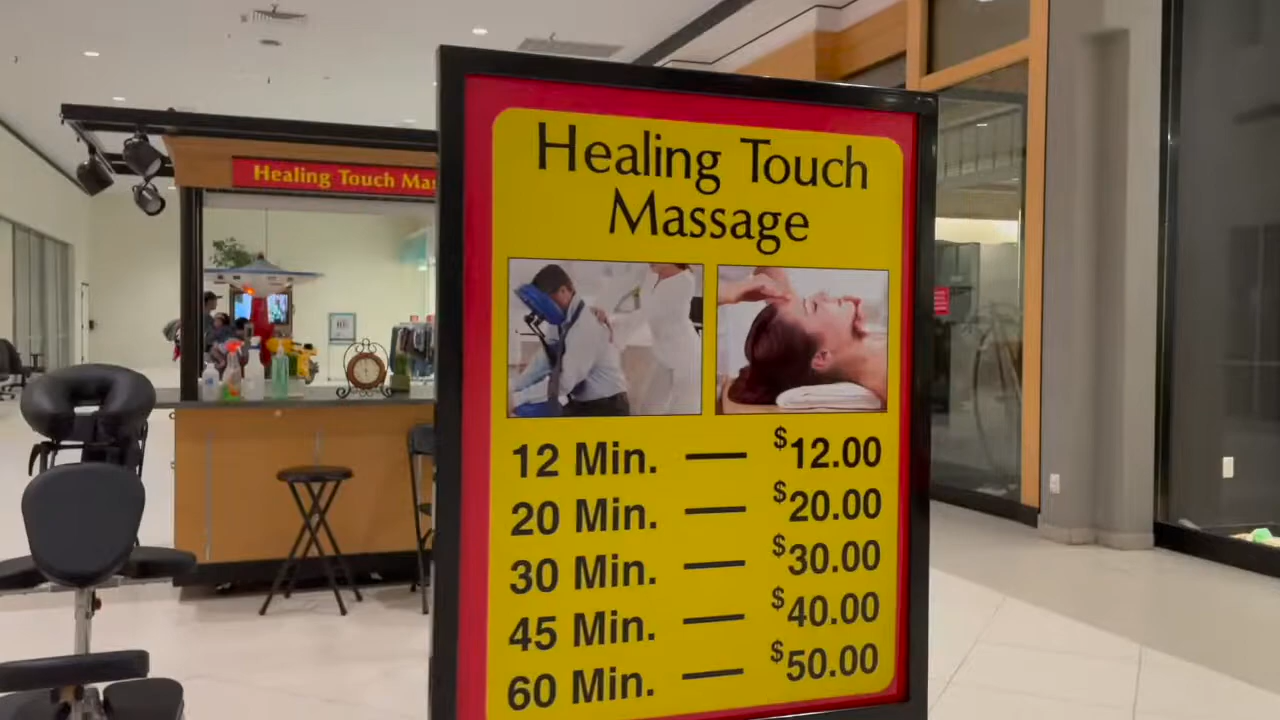 Healing Touch Mas
Healing Touch
Massage
12 Min. — $12.00
20 Min. — $20.00
30 Min. — $30.00
45 Min. — $40.00
60 Min. — $50.00